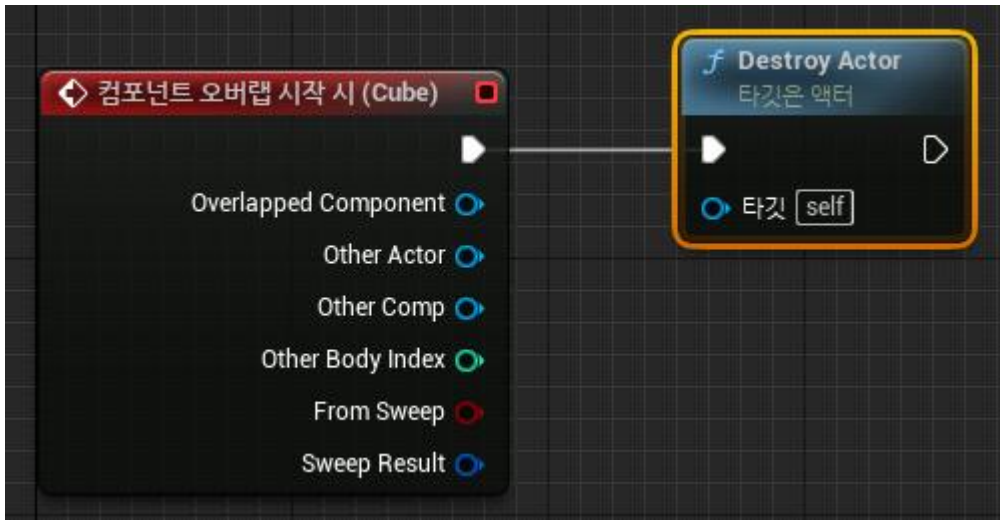 컴포넌트 오버랩 시작 시 (Cube)
Overlapped Component
Other Actor
Other Comp
Other Body Index
From Sweep
Sweep Result
f Destroy Actor
타깃은 액터
타깃 self